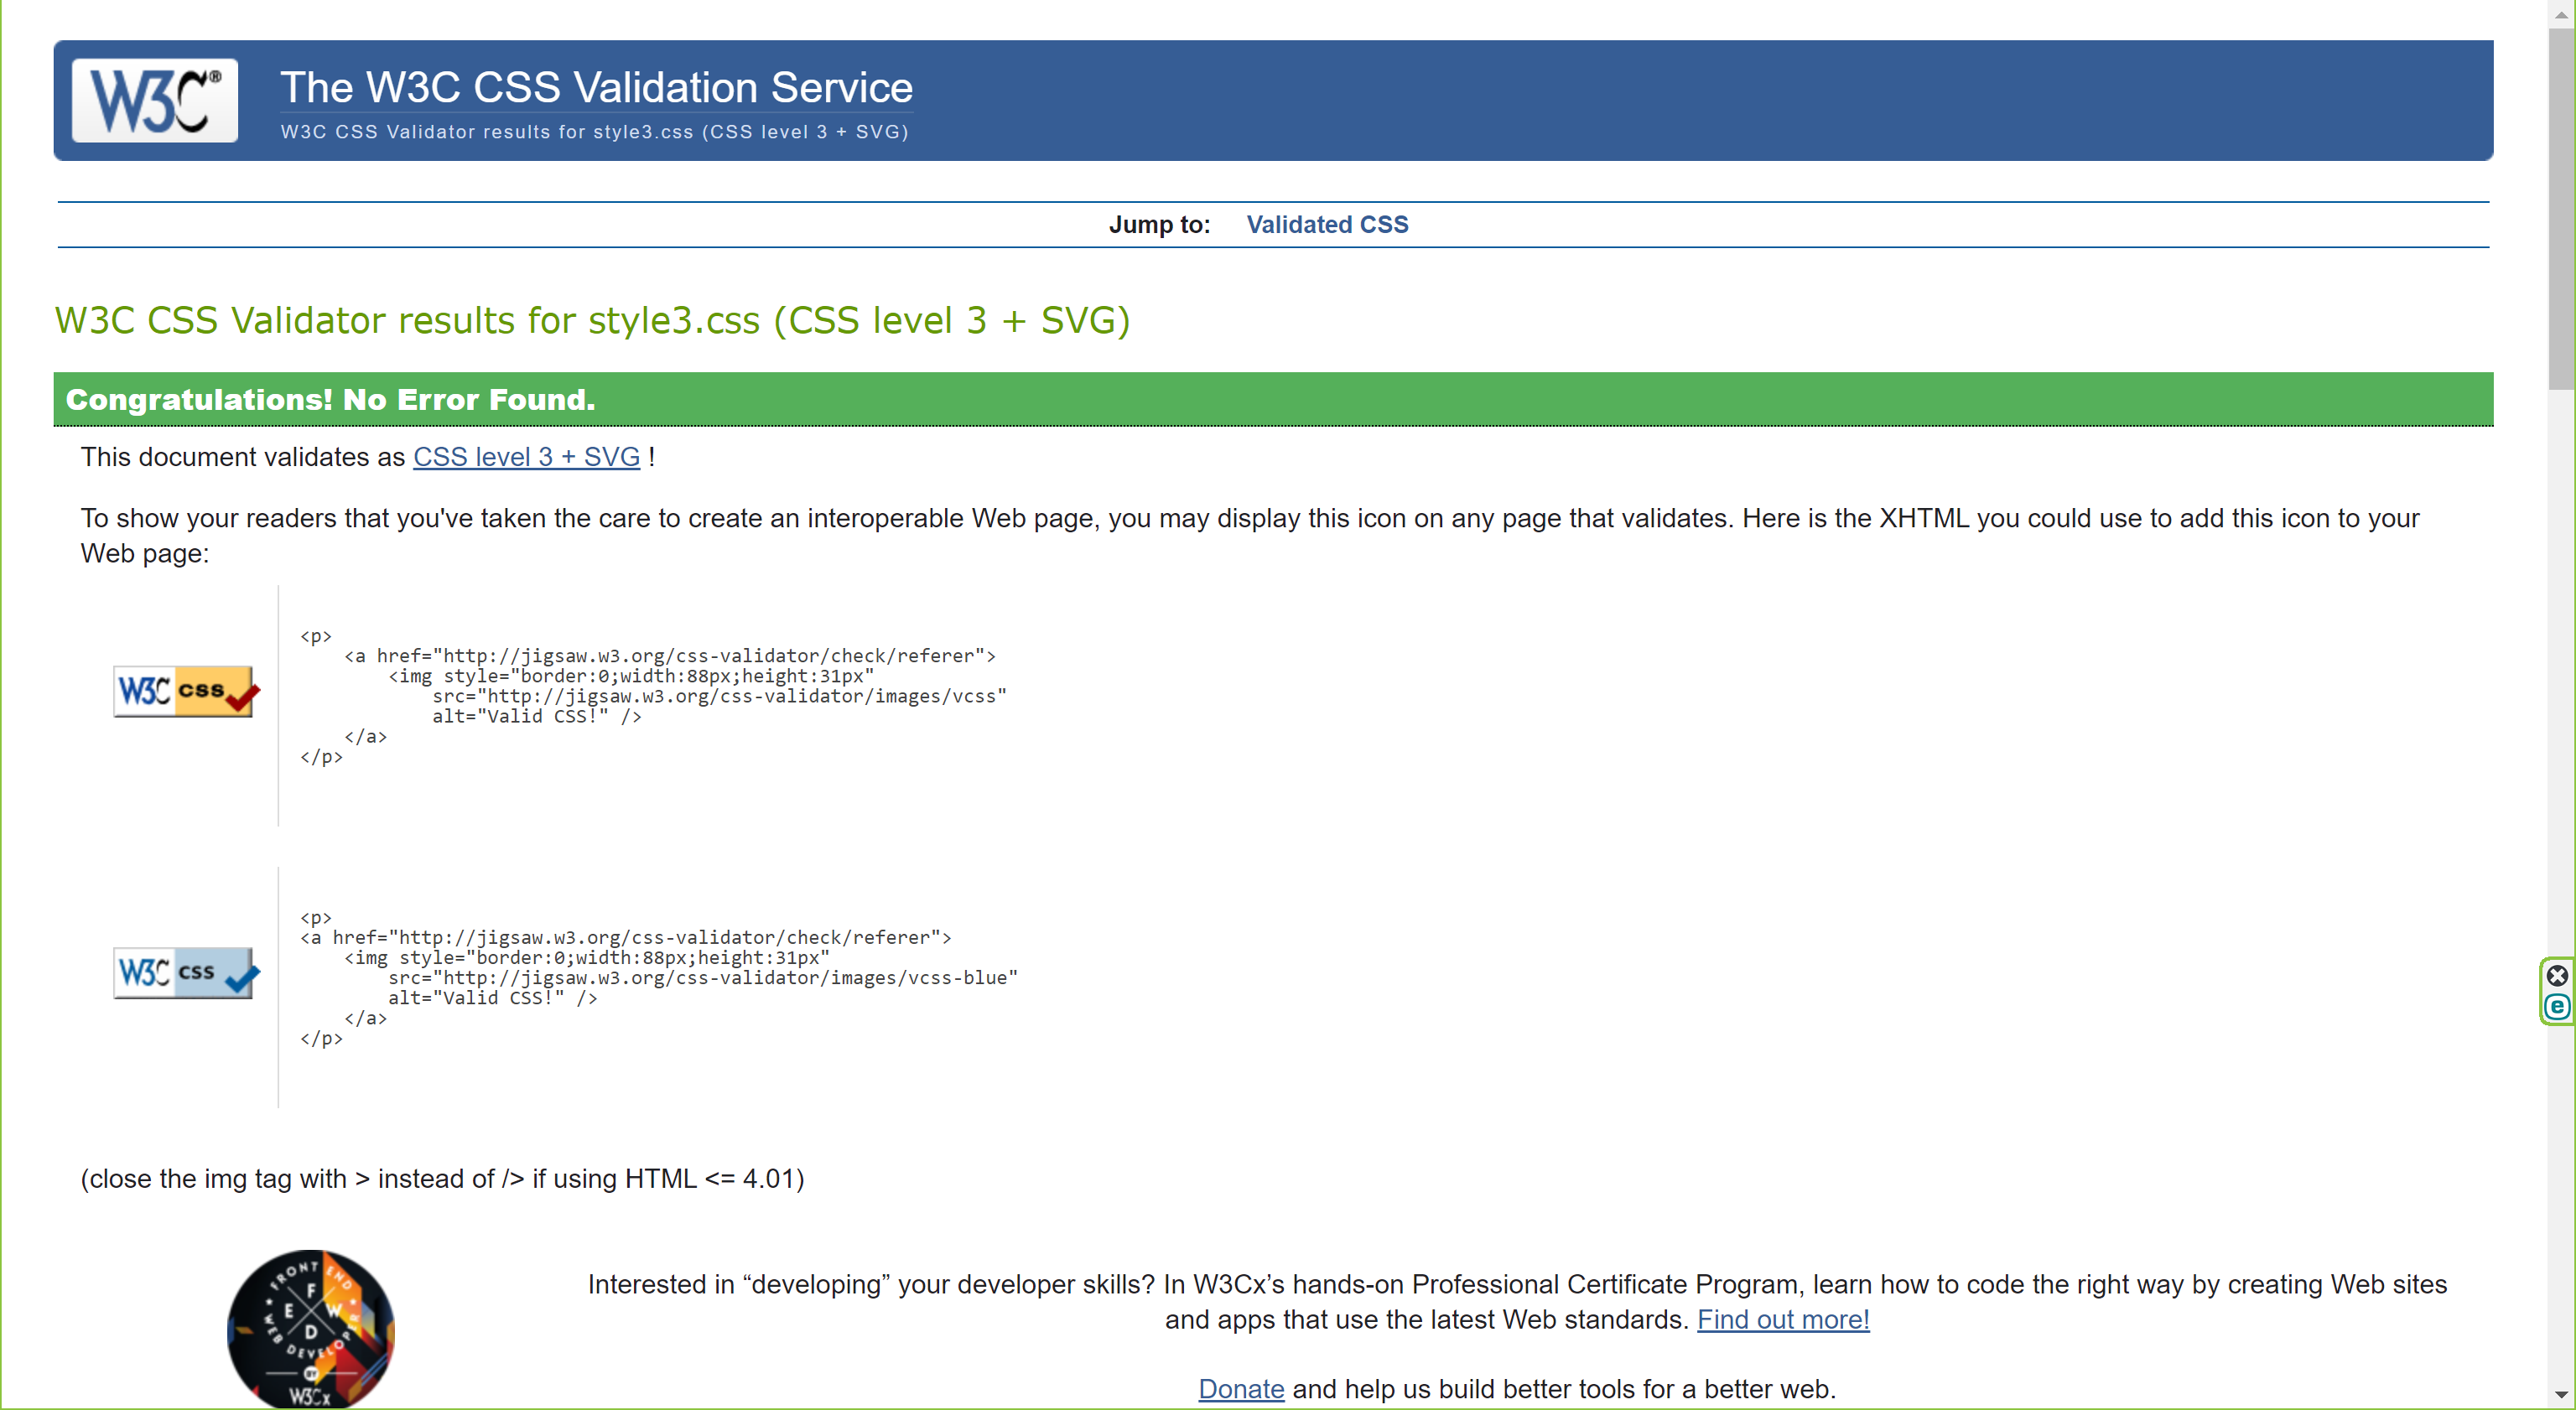 W3C®
The W3C CSS Validation Service
W3C CSS Validator results for style3.css (CSS level 3 + SVG)
Jump to: Validated CSS
W3C CSS Validator results for style3.css (CSS level 3 + SVG)
Congratulations! No Error Found.
This document validates as CSS level 3 + SVG !
To show your readers that you've taken the care to create an interoperable Web page, you may display this icon on any page that validates. Here is the XHTML you could use to add this icon to your
Web page:
W3C css
<p>
<a href="http://jigsaw.w3.org/css-validator/check/referer">
<img style="border:0;width:88px;height:31px"
src="http://jigsaw.w3.org/css-validator/images/vcss"
alt="Valid CSS!" />
</a>
</p>
W3C css
<p>
<a href="http://jigsaw.w3.org/css-validator/check/referer">
<img style="border:0;width:88px;height:31px"
src="http://jigsaw.w3.org/css-validator/images/vcss-blue"
alt="Valid CSS!" />
</a>
</p>
(close the img tag with > instead of /> if using HTML <= 4.01)
FRONT END
F
E W
D
WEB DEVELOPER
BY
W3Cx
Interested in “developing” your developer skills? In W3Cx’s hands-on Professional Certificate Program, learn how to code the right way by creating Web sites
and apps that use the latest Web standards. Find out more!
Donate and help us build better tools for a better web.
e